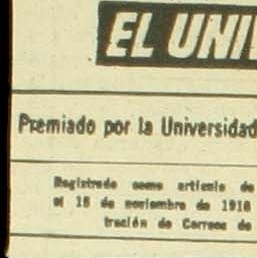 EL UNI
Premiado por la Universidad
Registrado como artículo de
el 18 de noviembre de 1916
tración de Correos de